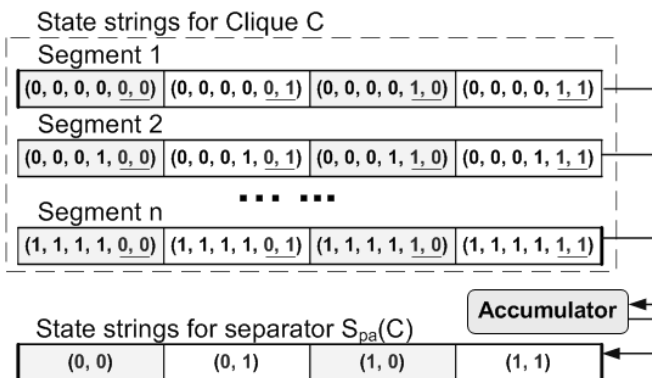 State strings for Clique C
Segment 1
(0, 0, 0, 0, 0, 0) (0, 0, 0, 0, 0, 1) (0, 0, 0, 0, 1, 0) (0, 0, 0, 0, 1, 1)
Segment 2
(0, 0, 0, 1, 0, 0) (0, 0, 0, 1, 0, 1) (0, 0, 0, 1, 1, 0) (0, 0, 0, 1, 1, 1)
... ...
Segment n
(1, 1, 1, 1, 0, 0) (1, 1, 1, 1, 0, 1) (1, 1, 1, 1, 1, 0) (1, 1, 1, 1, 1, 1)
Accumulator
State strings for separator Spa(C)
(0, 0) (0, 1) (1, 0) (1, 1)